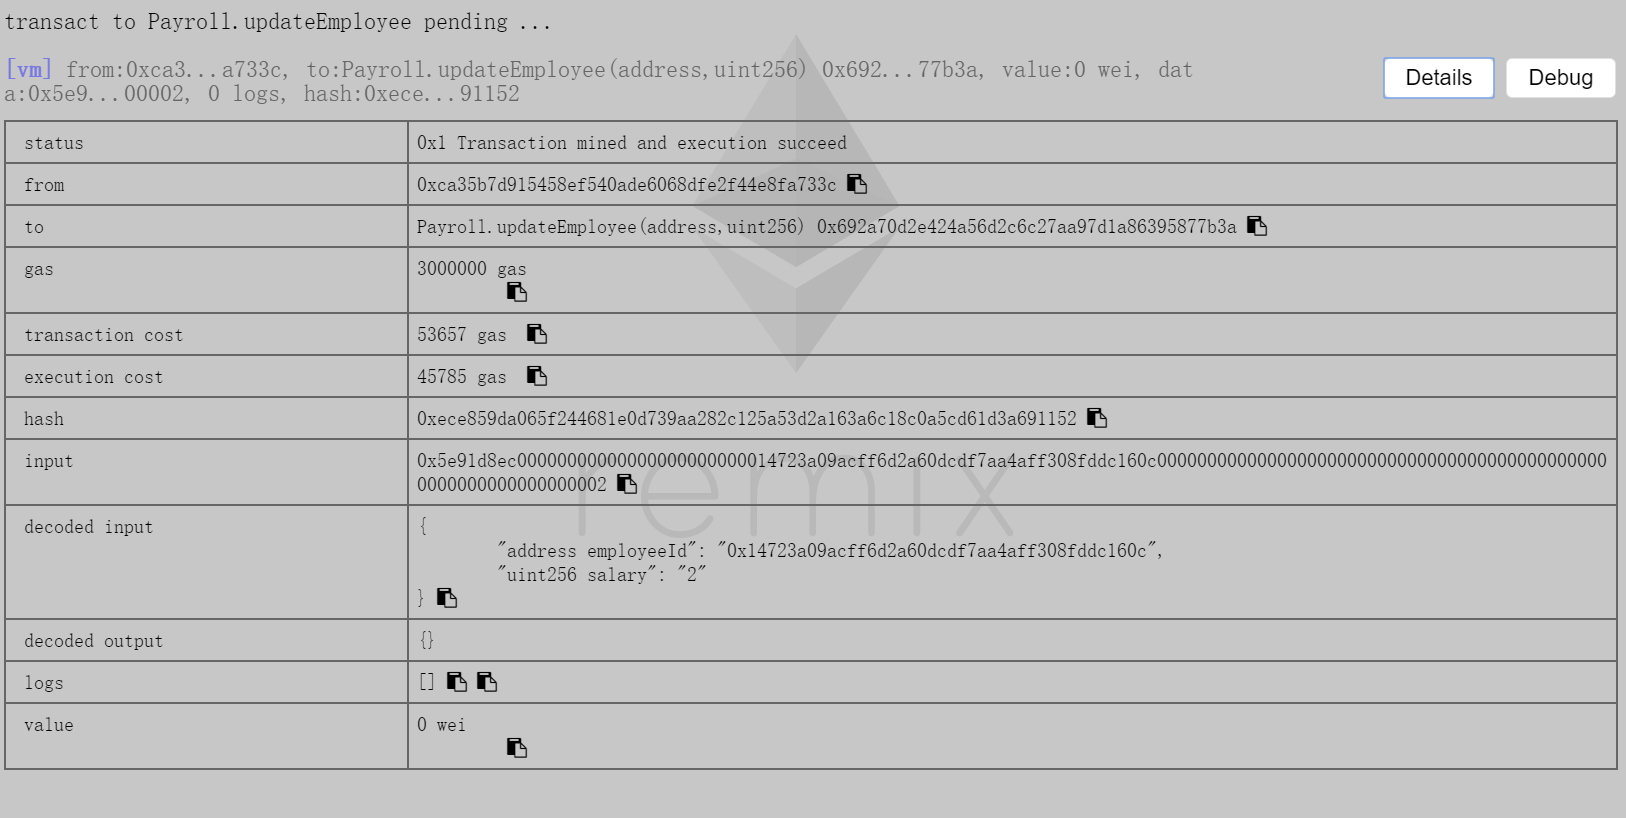 transact to Payroll.updateEmployee pending ...
[vm] from:0xca3...a733c, to:Payroll.updateEmployee(address,uint256) 0x692...77b3a, value:0 wei, dat
a:0x5e9...00002, 0 logs, hash:0xece...91152
Details
Debug
status
0x1 Transaction mined and execution succeed
from
0xca35b7d915458ef540ade6068dfe2f44e8fa733c
to
Payroll.updateEmployee(address,uint256) 0x692a70d2e424a56d2c6c27aa97d1a86395877b3a
gas
3000000 gas
transaction cost
53657 gas
execution cost
45785 gas
hash
0xece859da065f244681e0d739aa282c125a53d2a163a6c18c0a5cd61d3a691152
input
0x5e91d8ec00000000000000000000000014723a09acff6d2a60dcdf7aa4aff308fddc160c000000000000000000000000000000000000000000000
0000000000000000002
decoded input
{
"address employeeId": "0x14723a09acff6d2a60dcdf7aa4aff308fddc160c",
"uint256 salary": "2"
}
decoded output
{}
logs
[]
value
0 wei
remix